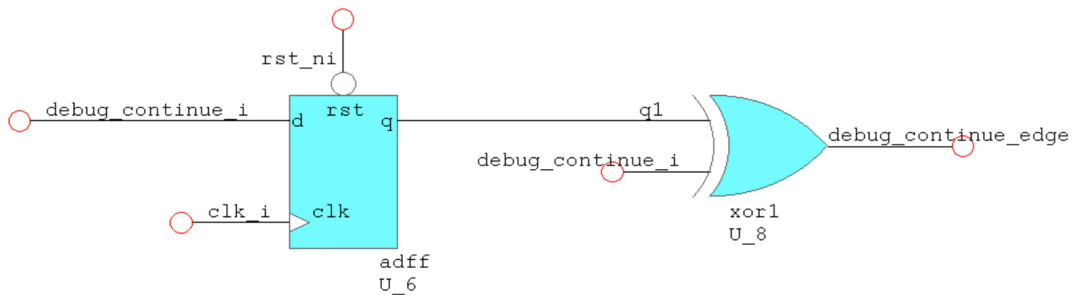 rst_ni
debug_continue_i
d
rst
q
q1
debug_continue_edge
debug_continue_i
clk_i
clk
xor1
U_8
adff
U_6